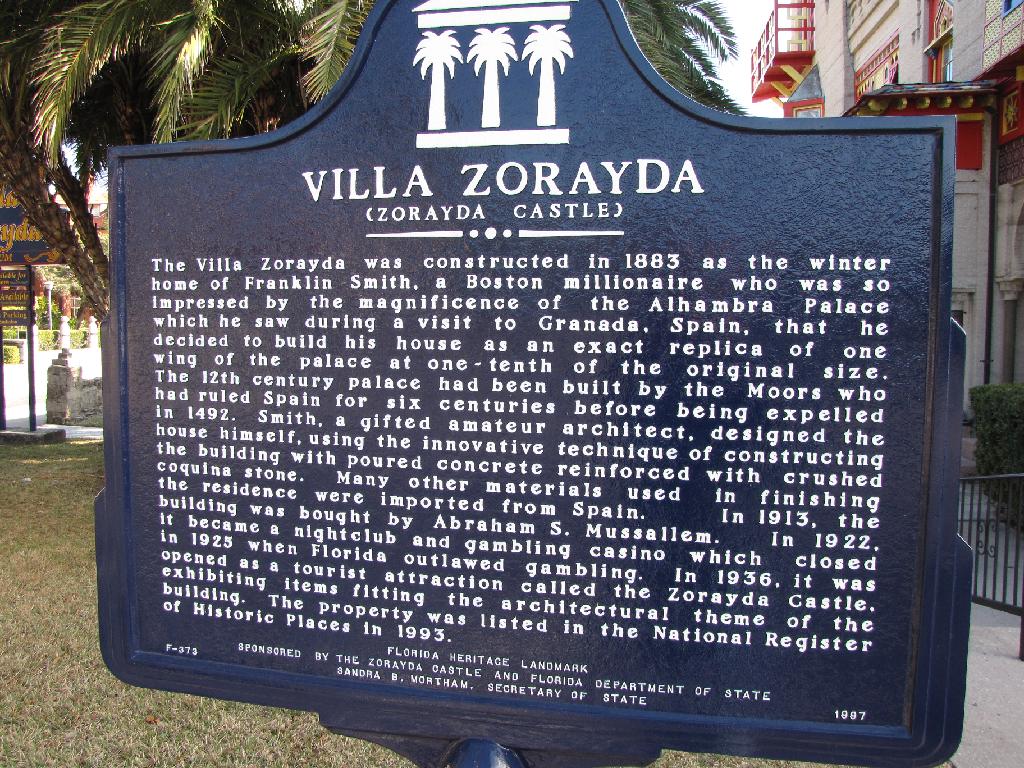 VILLA ZORAYDA
(ZORAYDA CASTLE)
The Villa Zorayda was constructed in 1883 as the winter
home of Franklin Smith, a Boston millionaire who was so
impressed by the magnificence of the Alhambra Palace
which he saw during a visit to Granada, Spain, that he
decided to build his house as an exact replica of one
wing of the palace at one-tenth of the original size.
The 12th century palace had been built by the Moors who
had ruled Spain for six centuries before being expelled
in 1492. Smith, a gifted amateur architect, designed the
house himself, using the innovative technique of constructing
the building with poured concrete reinforced with crushed
coquina stone. Many other materials used in finishing
the residence were imported from Spain. In 1913, the
building was bought by Abraham S. Mussallem. In 1922,
it became a nightclub and gambling casino which closed
in 1925 when Florida outlawed gambling. In 1936, it was
opened as a tourist attraction called the Zorayda Castle,
exhibiting items fitting the architectural theme of the
building. The property was listed in the National Register
of Historic Places in 1993.
F-373
FLORIDA HERITAGE LANDMARK
SPONSORED BY THE ZORAYDA CASTLE AND FLORIDA DEPARTMENT OF STATE
SANDRA B. MORTHAM, SECRETARY OF STATE
1997
Available
Parking